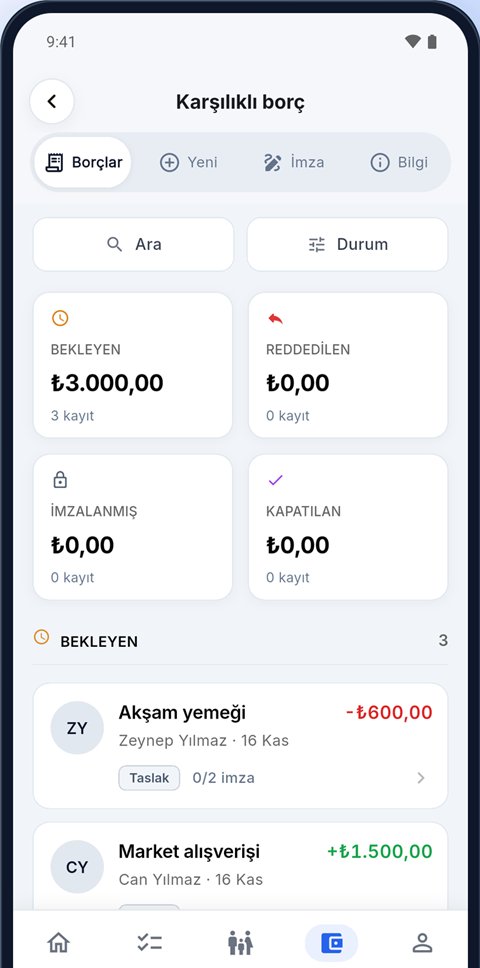 9:41
Karşılıklı borç
Borçlar
Yeni
İmza
Bilgi
Ara
Durum
BEKLEYEN
₺3.000,00
3 kayıt
REDDEDİLEN
₺0,00
0 kayıt
İMZALANMIŞ
₺0,00
0 kayıt
KAPATILAN
₺0,00
0 kayıt
BEKLEYEN
3
ZY
Akşam yemeği
-₺600,00
Zeynep Yılmaz · 16 Kas
Taslak
0/2 imza
CY
Market alışverişi
+₺1.500,00
Can Yılmaz · 16 Kas